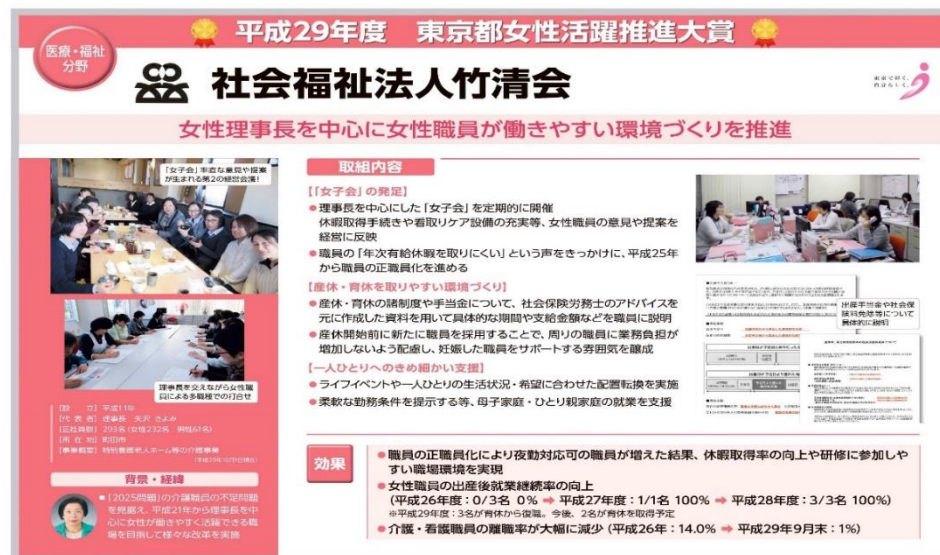 平成29年度 東京都女性活躍推進大賞
医療・福祉
分野
社会福祉法人竹清会
女性理事長を中心に女性職員が働きやすい環境づくりを推進
「女子会」率直な意見や提案
が生まれる第2の経営会議!
理事長を交えながら女性職
員による多職種での打合せ
【設 立】平成11年
【代 表 者】理事長 矢沢 さよみ
【正社員数】293名(女性232名 男性61名)
【所 在 地】町田市
【事業概要】特別養護老人ホーム等の介護事業
背景・経緯
●「2025問題」の介護職員の不足問題
を見据え、平成21年から理事長を中
心に女性が働きやすく活躍できる職
場を目指して様々な改革を実施
取組内容
【「女子会」の発足】
●理事長を中心にした「女子会」を定期的に開催
休暇取得手続きや看取りケア設備の充実等、女性職員の意見や提案を
経営に反映
●職員の「年次有給休暇を取りにくい」という声をきっかけに、平成25年
から職員の正職員化を進める
【産休・育休を取りやすい環境づくり】
●産休・育休の諸制度や手当金について、社会保険労務士のアドバイスを
元に作成した資料を用いて具体的な期間や支給金額などを職員に説明
●産休開始前に新たに職員を採用することで、周りの職員に業務負担が
増加しないよう配慮し、妊娠した職員をサポートする雰囲気を醸成
【一人ひとりへのきめ細かい支援】
●ライフイベントや一人ひとりの生活状況・希望に合わせた配置転換を実施
●柔軟な勤務条件を提示する等、母子家庭・ひとり親家庭の就業を支援
出産手当金や社会保
険料免除等について
具体的に説明
効果
●職員の正職員化により夜勤対応可の職員が増えた結果、休暇取得率の向上や研修に参加しや
すい職場環境を実現
●女性職員の出産後就業継続率の向上
(平成26年度:0/3名 0% ➡ 平成27年度:1/1名 100% ➡ 平成28年度:3/3名 100%)
※平成29年度:3名が育休から復職。今後、2名が育休を取得予定
●介護・看護職員の離職率が大幅に減少(平成26年:14.0% ➡ 平成29年9月末:1%)